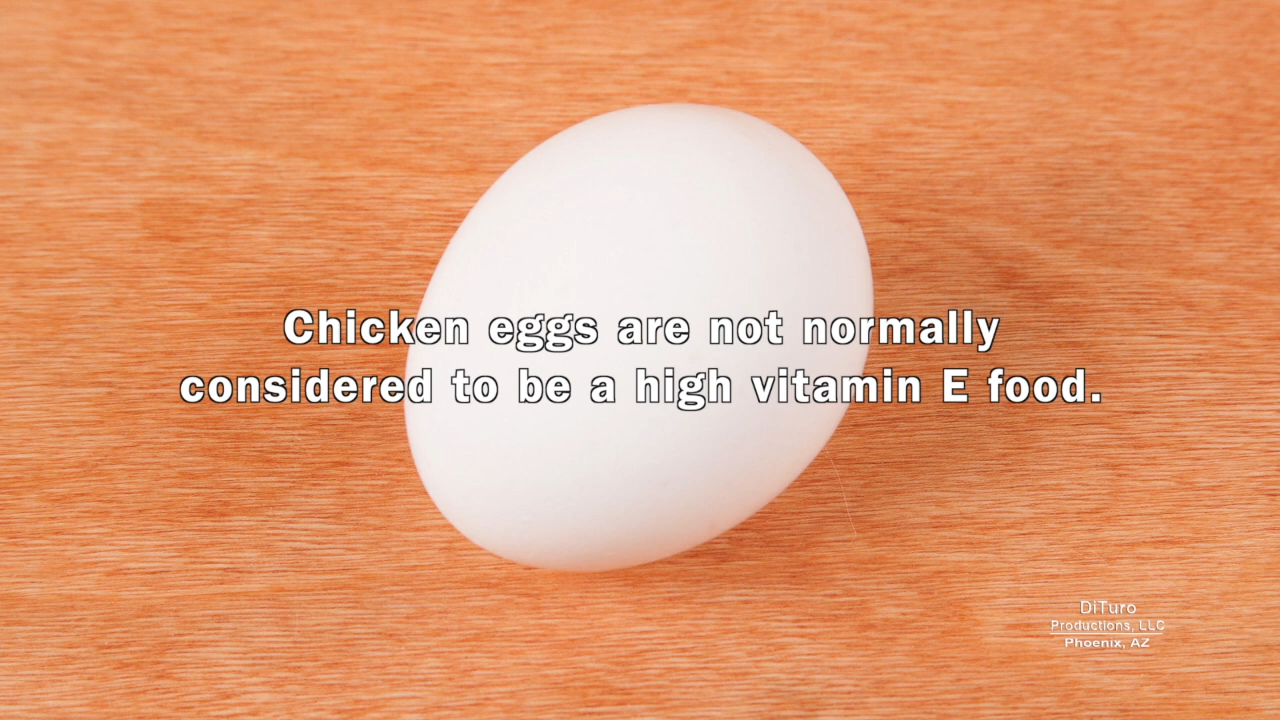 Chicken eggs are not normally
considered to be a high vitamin E food.
DiTuro
Productions, LLC
Phoenix, AZ